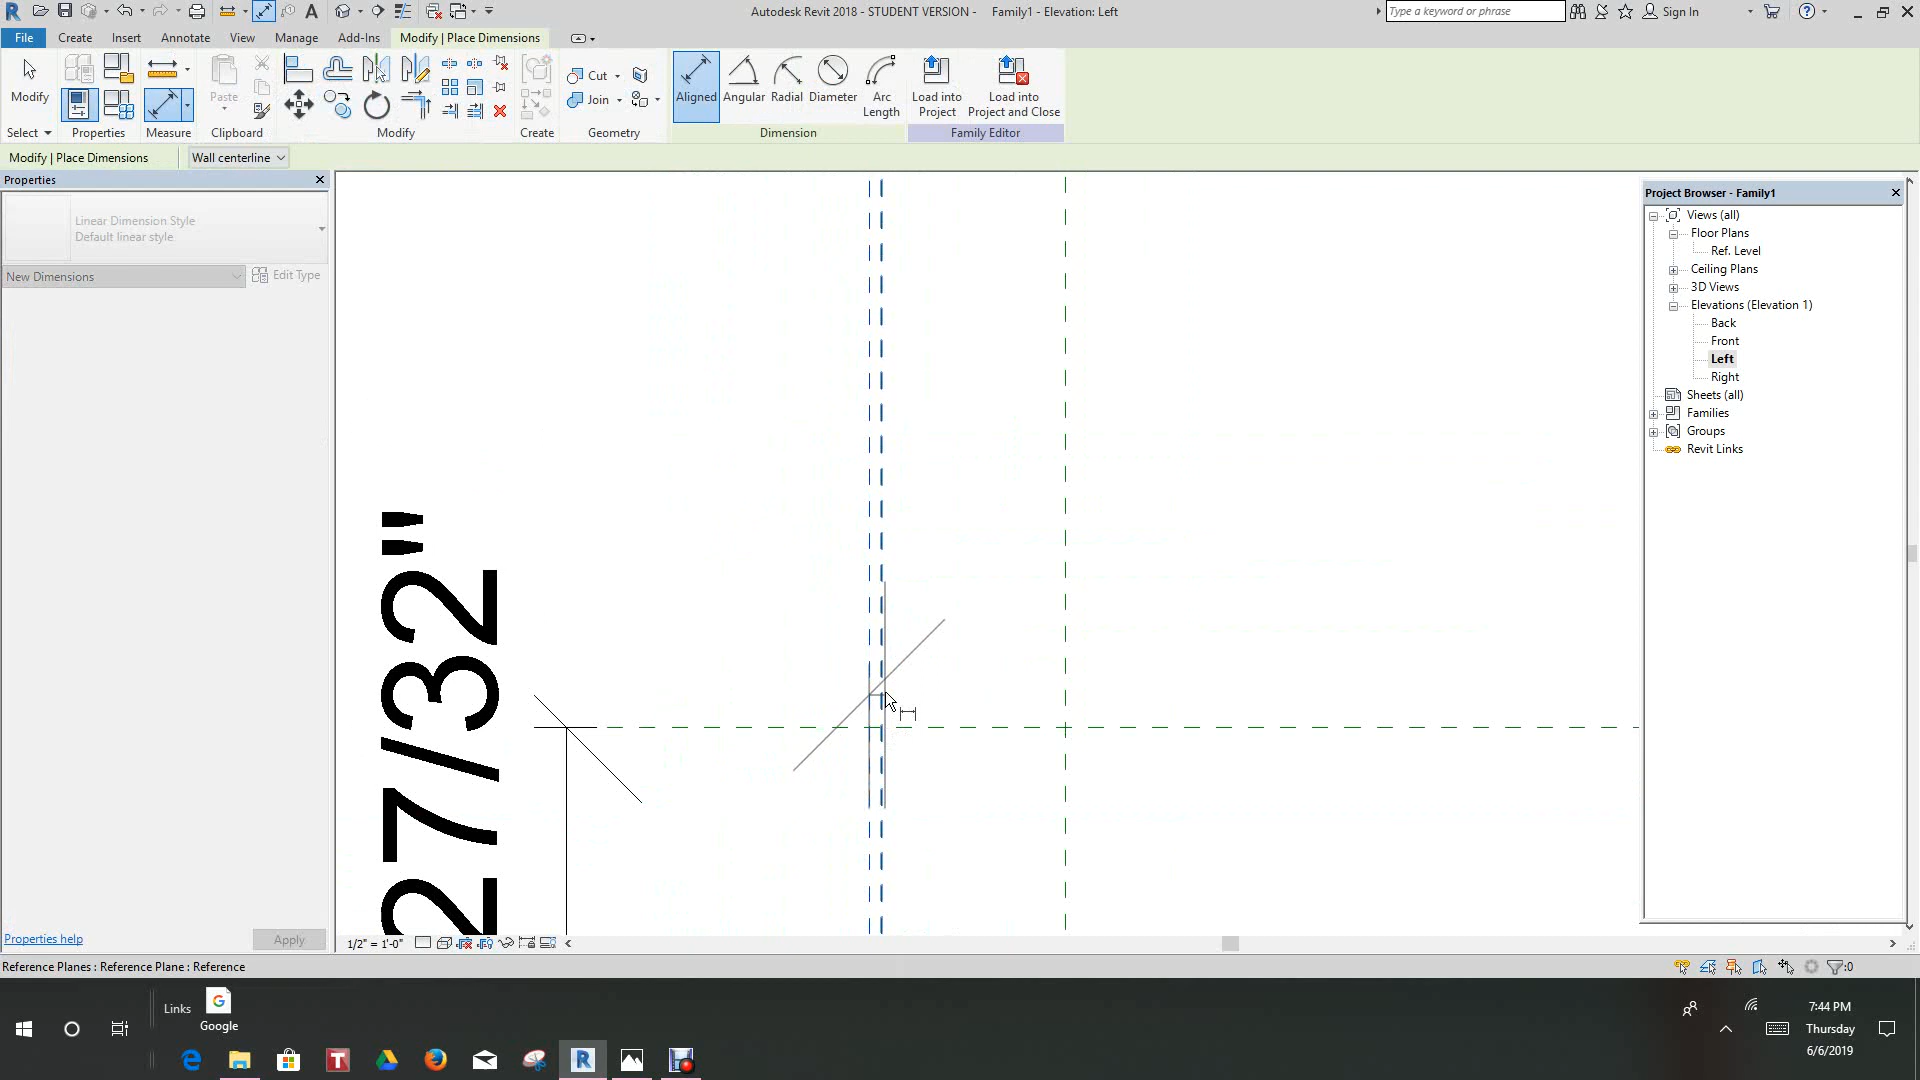 Autodesk Revit 2018 - STUDENT VERSION -     Family1 - Elevation: Left
Type a keyword or phrase
Sign In
File Create Insert Annotate View Manage Add-Ins Modify | Place Dimensions
Modify
Paste
Cut
Join
Aligned Angular Radial Diameter Arc Length
Load into Project
Load into Project and Close
Select Properties Measure Clipboard Modify Create Geometry Dimension Family Editor
Modify | Place Dimensions
Wall centerline
Properties
Linear Dimension Style
Default linear style
New Dimensions
Edit Type
Properties help
Apply
27/32"
1/2" = 1'-0"
Project Browser - Family1
Views (all)
Floor Plans
Ref. Level
Ceiling Plans
3D Views
Elevations (Elevation 1)
Back
Front
Left
Right
Sheets (all)
Families
Groups
Revit Links
Reference Planes : Reference Plane : Reference
:0
Links
Google
7:44 PM
Thursday
6/6/2019